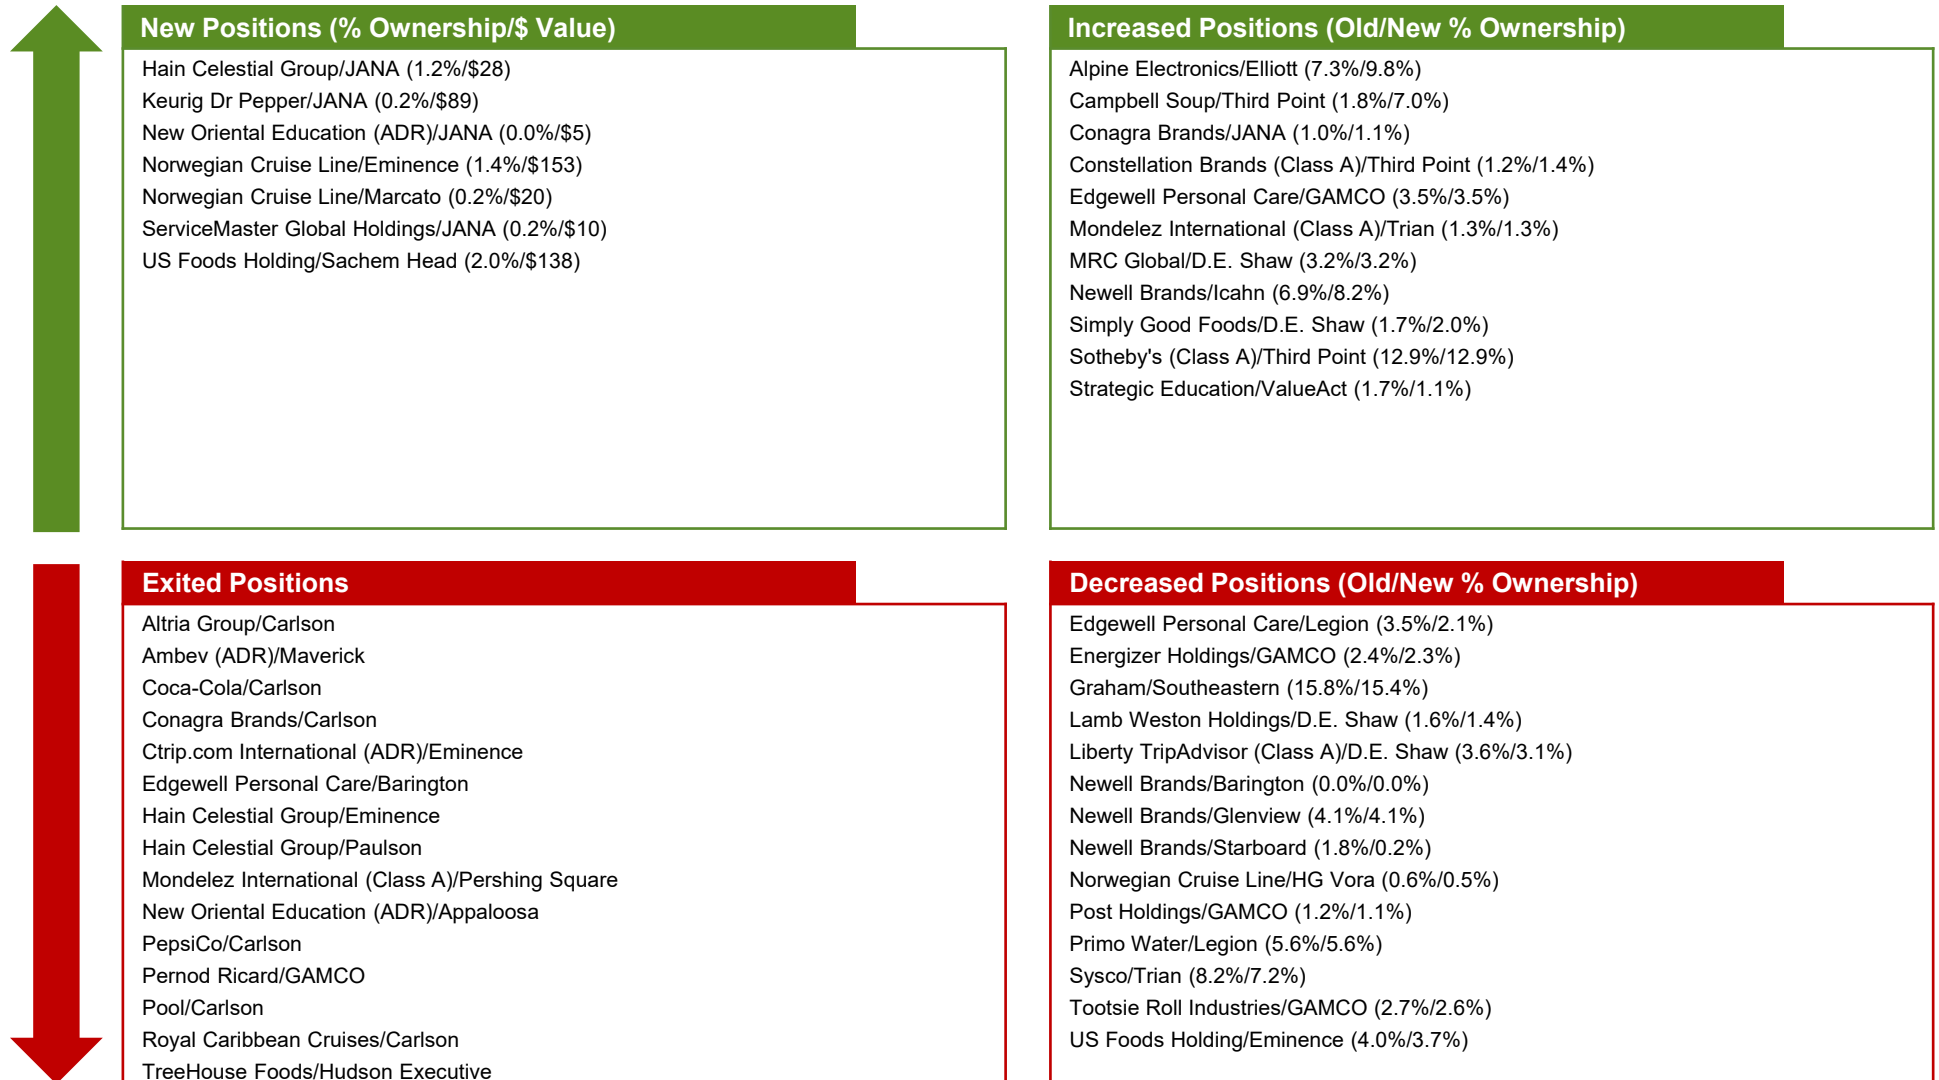 New Positions (% Ownership/$ Value)
Hain Celestial Group/JANA (1.2%/$28)
Keurig Dr Pepper/JANA (0.2%/$89)
New Oriental Education (ADR)/JANA (0.0%/$5)
Norwegian Cruise Line/Eminence (1.4%/$153)
Norwegian Cruise Line/Marcato (0.2%/$20)
ServiceMaster Global Holdings/JANA (0.2%/$10)
US Foods Holding/Sachem Head (2.0%/$138)
Increased Positions (Old/New % Ownership)
Alpine Electronics/Elliott (7.3%/9.8%)
Campbell Soup/Third Point (1.8%/7.0%)
Conagra Brands/JANA (1.0%/1.1%)
Constellation Brands (Class A)/Third Point (1.2%/1.4%)
Edgewell Personal Care/GAMCO (3.5%/3.5%)
Mondelez International (Class A)/Trian (1.3%/1.3%)
MRC Global/D.E. Shaw (3.2%/3.2%)
Newell Brands/Icahn (6.9%/8.2%)
Simply Good Foods/D.E. Shaw (1.7%/2.0%)
Sotheby's (Class A)/Third Point (12.9%/12.9%)
Strategic Education/ValueAct (1.7%/1.1%)
Exited Positions
Altria Group/Carlson
Ambev (ADR)/Maverick
Coca-Cola/Carlson
Conagra Brands/Carlson
Ctrip.com International (ADR)/Eminence
Edgewell Personal Care/Barington
Hain Celestial Group/Eminence
Hain Celestial Group/Paulson
Mondelez International (Class A)/Pershing Square
New Oriental Education (ADR)/Appaloosa
PepsiCo/Carlson
Pernod Ricard/GAMCO
Pool/Carlson
Royal Caribbean Cruises/Carlson
TreeHouse Foods/Hudson Executive
Decreased Positions (Old/New % Ownership)
Edgewell Personal Care/Legion (3.5%/2.1%)
Energizer Holdings/GAMCO (2.4%/2.3%)
Graham/Southeastern (15.8%/15.4%)
Lamb Weston Holdings/D.E. Shaw (1.6%/1.4%)
Liberty TripAdvisor (Class A)/D.E. Shaw (3.6%/3.1%)
Newell Brands/Barington (0.0%/0.0%)
Newell Brands/Glenview (4.1%/4.1%)
Newell Brands/Starboard (1.8%/0.2%)
Norwegian Cruise Line/HG Vora (0.6%/0.5%)
Post Holdings/GAMCO (1.2%/1.1%)
Primo Water/Legion (5.6%/5.6%)
Sysco/Trian (8.2%/7.2%)
Tootsie Roll Industries/GAMCO (2.7%/2.6%)
US Foods Holding/Eminence (4.0%/3.7%)